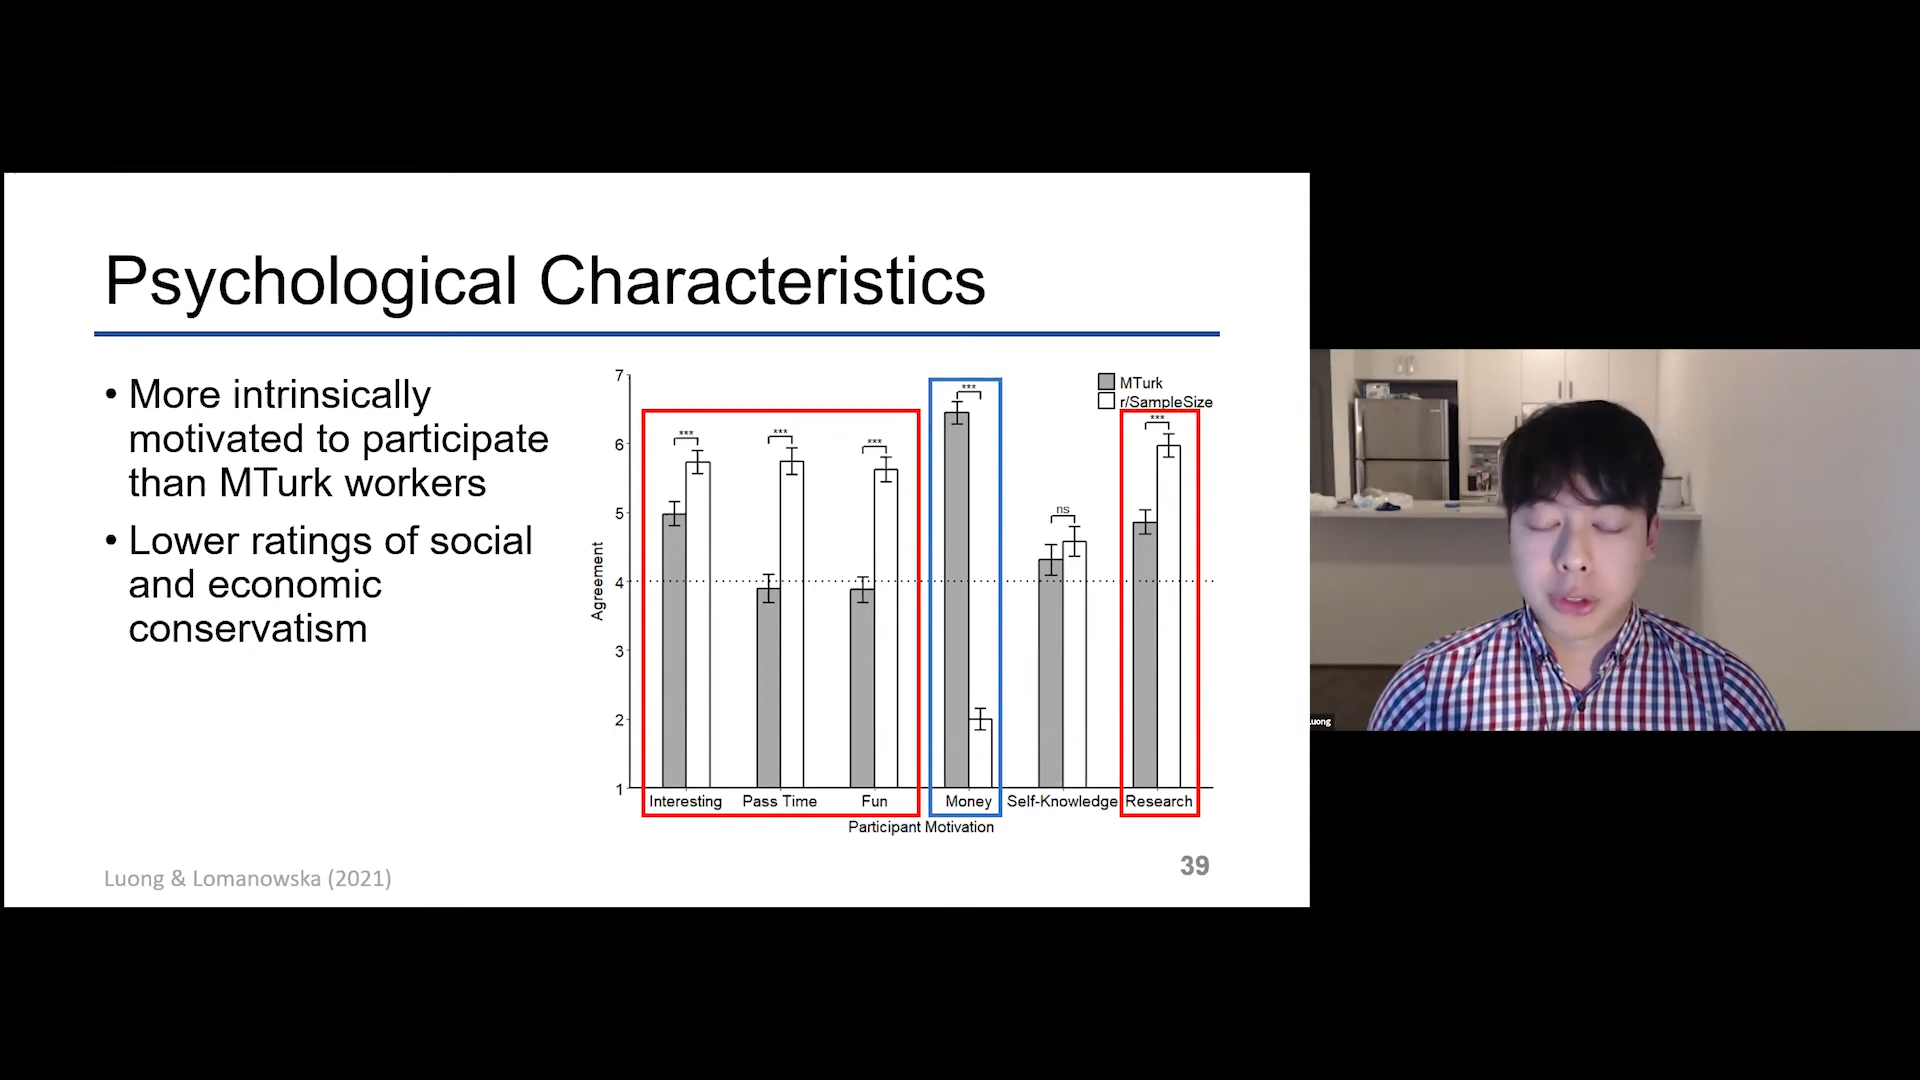 Psychological Characteristics
• More intrinsically
motivated to participate
than MTurk workers
• Lower ratings of social
and economic
conservatism
MTurk
r/SampleSize
7
6
5
4
3
2
1
Agreement
***
***
***
***
ns
***
Interesting
Pass Time
Fun
Money
Self-Knowledge
Research
Participant Motivation
Luong & Lomanowska (2021)
39
Luong